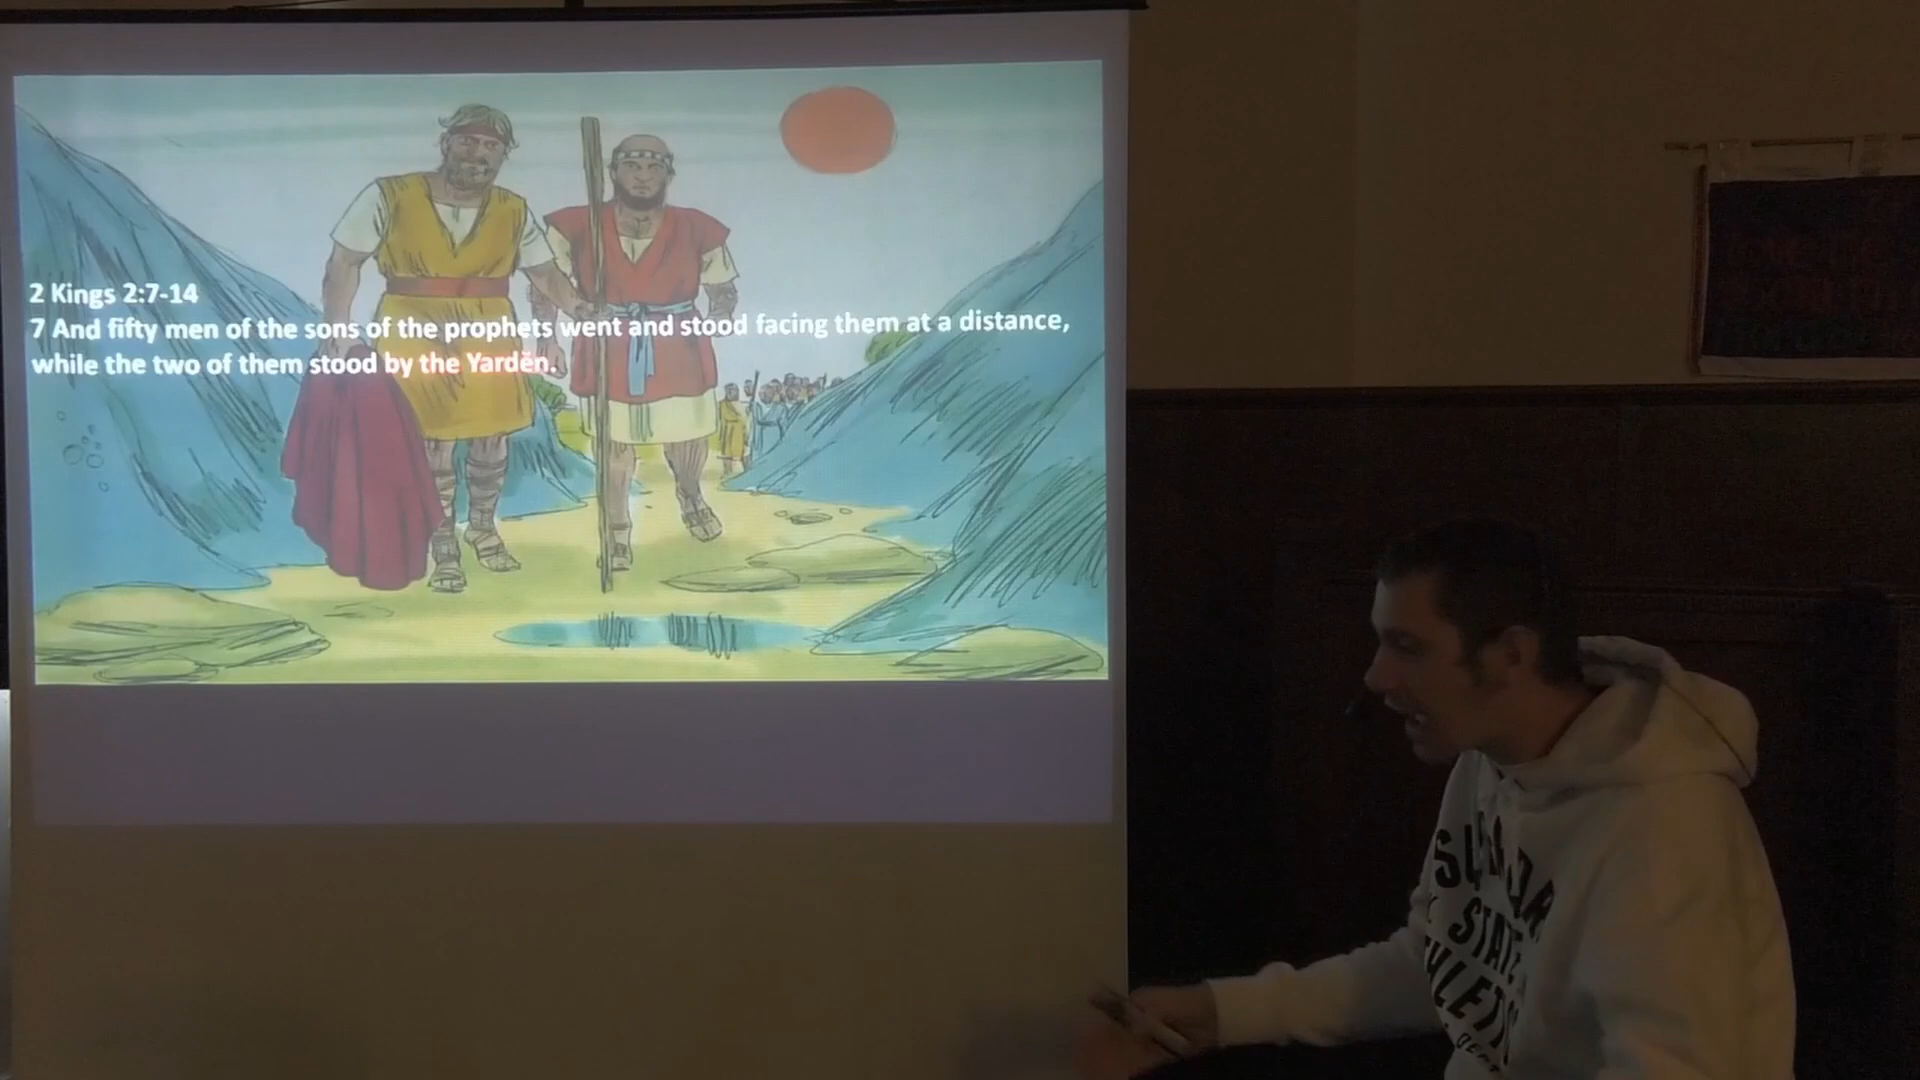 2 Kings 2:7-14
7 And fifty men of the sons of the prophets went and stood facing them at a distance,
while the two of them stood by the Yardĕn.
STATE